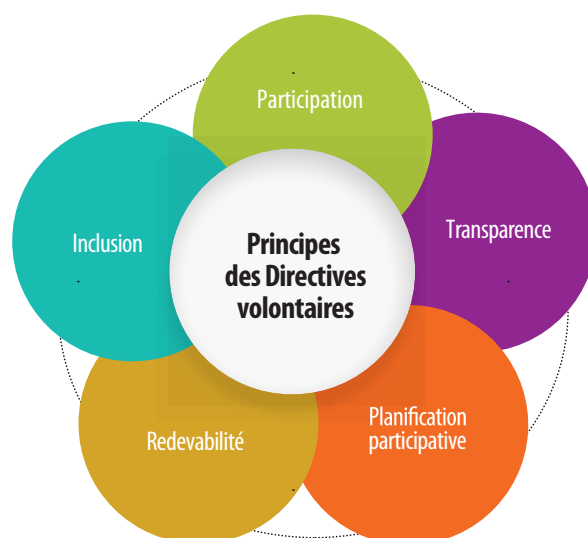 Participation
Transparence
Planification
participative
Redevabilité
Inclusion
Principes
des Directives
volontaires